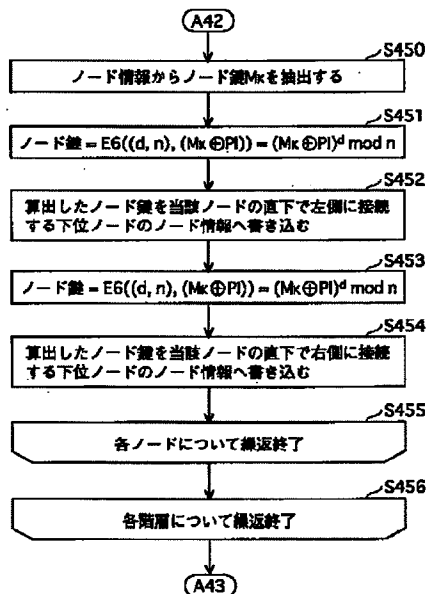 A42
S450
ノード情報からノード鍵Mκを抽出する
S451
ノード鍵 = E6((d, n), (Mκ⊕PI)) = (Mκ⊕PI)^d mod n
S452
算出したノード鍵を当該ノードの直下で左側に接続
する下位ノードのノード情報へ書き込む
S453
ノード鍵 = E6((d, n), (Mκ⊕PI)) = (Mκ⊕PI)^d mod n
S454
算出したノード鍵を当該ノードの直下で右側に接続
する下位ノードのノード情報へ書き込む
S455
各ノードについて繰返終了
S456
各階層について繰返終了
A43